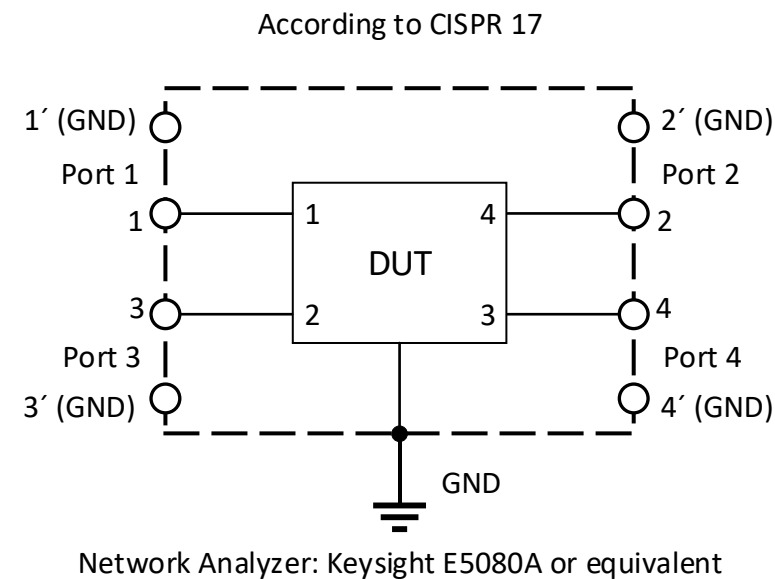 According to CISPR 17
1´ (GND)
2´ (GND)
Port 1
Port 2
1
1
4
2
DUT
3
2
3
4
Port 3
Port 4
3´ (GND)
4´ (GND)
GND
Network Analyzer: Keysight E5080A or equivalent